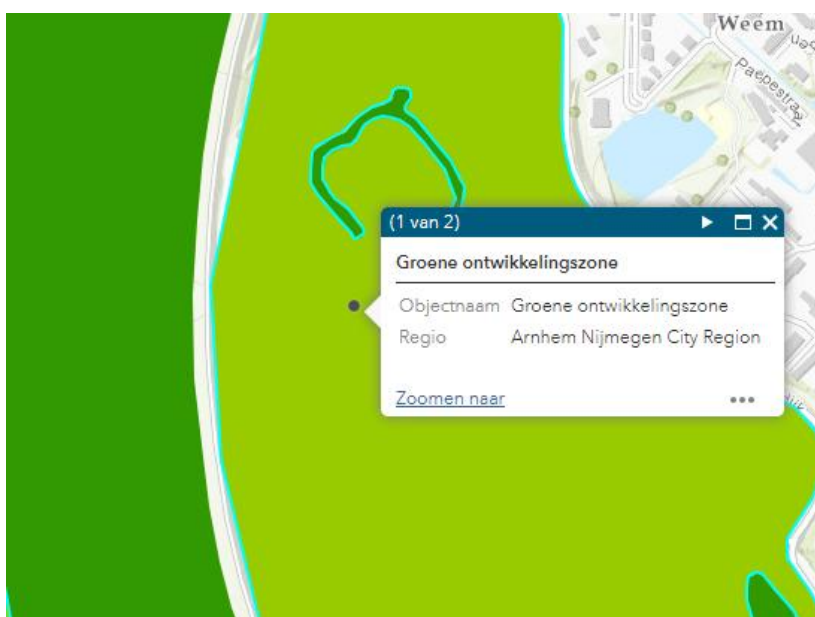 Weem
Paepestraat
(1 van 2)
Groene ontwikkelingszone
Objectnaam Groene ontwikkelingszone
Regio Arnhem Nijmegen City Region
Zoomen naar